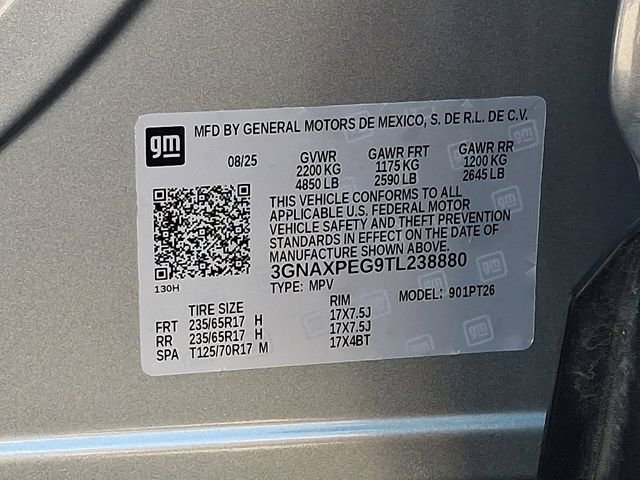 gm
MFD BY GENERAL MOTORS DE MEXICO, S. DE R.L. DE C.V.
08/25 GVWR GAWR FRT GAWR RR
2200 KG 1175 KG 1200 KG
4850 LB 2590 LB 2645 LB
THIS VEHICLE CONFORMS TO ALL
APPLICABLE U.S. FEDERAL MOTOR
VEHICLE SAFETY AND THEFT PREVENTION
STANDARDS IN EFFECT ON THE DATE OF
MANUFACTURE SHOWN ABOVE.
3GNAXPEG9TL238880
130H
TYPE: MPV MODEL: 901PT26
TIRE SIZE RIM
FRT 235/65R17 H 17X7.5J
RR 235/65R17 H 17X7.5J
SPA T125/70R17 M 17X4BT